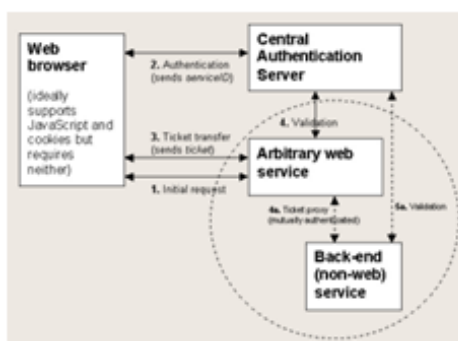 Web
browser
(ideally
supports
JavaScript and
cookies but
requires
neither)
Central
Authentication
Server
2. Authentication
(sends serviceID)
4. Validation
3. Ticket transfer
(sends ticket)
Arbitrary web
service
1. Initial request
4a. Ticket proxy
(mutually authenticated)
5a. Validation
Back-end
(non-web)
service